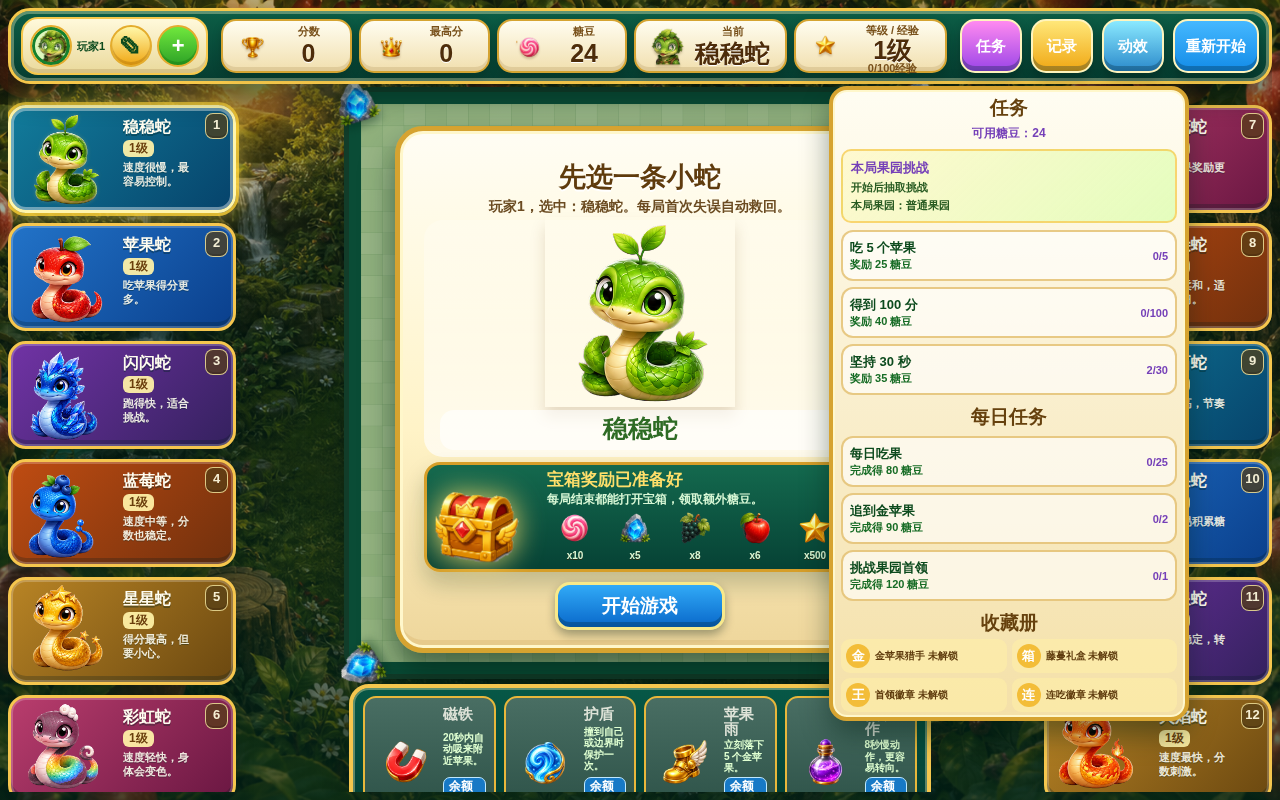 玩家1
分数
0
最高分
0
糖豆
24
当前
稳稳蛇
等级 / 经验
1级
0/100经验
任务
记录
动效
重新开始
稳稳蛇
1
1级
速度很慢，最
容易控制。
苹果蛇
2
1级
吃苹果得分更
多。
闪闪蛇
3
1级
跑得快，适合
挑战。
蓝莓蛇
4
1级
速度中等，分
数也稳定。
星星蛇
5
1级
得分最高，但
要小心。
彩虹蛇
6
1级
速度轻快，身
体会变色。
先选一条小蛇
玩家1，选中：稳稳蛇。每局首次失误自动救回。
稳稳蛇
宝箱奖励已准备好
每局结束都能打开宝箱，领取额外糖豆。
x10
x5
x8
x6
x500
开始游戏
磁铁
20秒内自
动吸来附
近苹果。
余额
护盾
撞到自己
或边界时
保护一
次。
余额
苹果
雨
立刻落下
5 个金苹
果。
余额
作
8秒慢动
作，更容
易转向。
余额
任务
可用糖豆：24
本局果园挑战
开始后抽取挑战
本局果园：普通果园
吃 5 个苹果
奖励 25 糖豆
0/5
得到 100 分
奖励 40 糖豆
0/100
坚持 30 秒
奖励 35 糖豆
2/30
每日任务
每日吃果
完成得 80 糖豆
0/25
追到金苹果
完成得 90 糖豆
0/2
挑战果园首领
完成得 120 糖豆
0/1
收藏册
金 金苹果猎手 未解锁
箱 藤蔓礼盒 未解锁
王 首领徽章 未解锁
连 连吃徽章 未解锁
蛇
7
奖励更
蛇
8
和，适
蛇
9
，节奏
蛇
10
积累糖
蛇
11
定，转
蛇
12
1级
速度最快，分
数刺激。